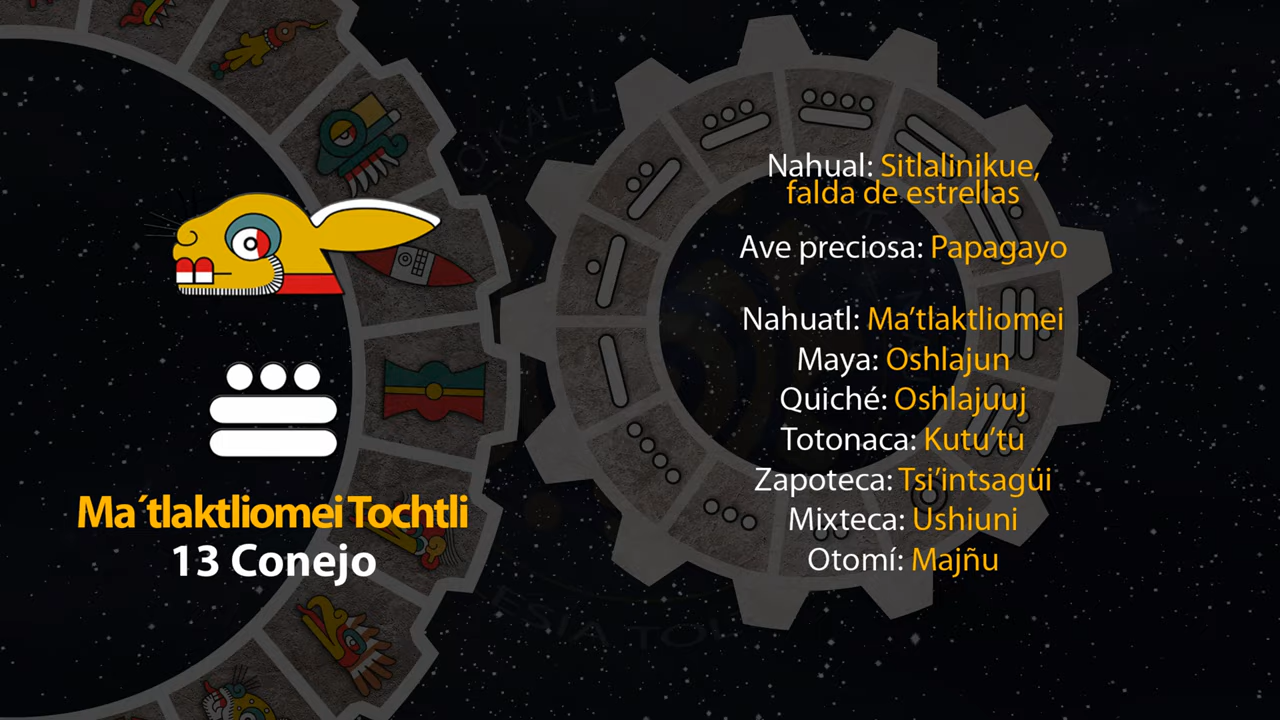 Ma´tlaktliomei Tochtli
13 Conejo
Nahual: Sitlalinikue,
falda de estrellas
Ave preciosa: Papagayo
Nahuatl: Ma’tlaktliomei
Maya: Oshlajun
Quiché: Oshlajuuj
Totonaca: Kutu’tu
Zapoteca: Tsi’intsagüi
Mixteca: Ushiuni
Otomí: Majñu